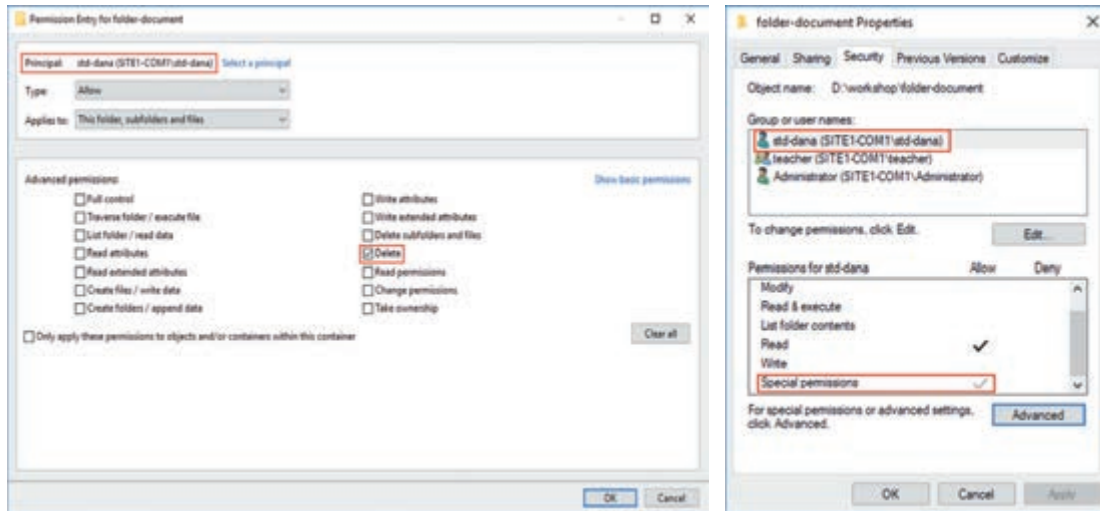 Permission Entry for folder-document
Principal: std-dana (SITE1-COM1\std-dana) Select a principal
Type: Allow
Applies to: This folder, subfolders and files
Advanced permissions: Show basic permissions
Full control
Traverse folder / execute file
List folder / read data
Read attributes
Read extended attributes
Create files / write data
Create folders / append data
Write attributes
Write extended attributes
Delete subfolders and files
Delete
Read permissions
Change permissions
Take ownership
Only apply these permissions to objects and/or containers within this container
Clear all
OK Cancel
folder-document Properties
General Sharing Security Previous Versions Customize
Object name: D:\workshop\folder-document
Group or user names:
std-dana (SITE1-COM1\std-dana)
teacher (SITE1-COM1\teacher)
Administrator (SITE1-COM1\Administrator)
To change permissions, click Edit.
Edit...
Permissions for std-dana Allow Deny
Modify
Read & execute
List folder contents
Read
Write
Special permissions
For special permissions or advanced settings,
click Advanced.
Advanced
OK Cancel Apply